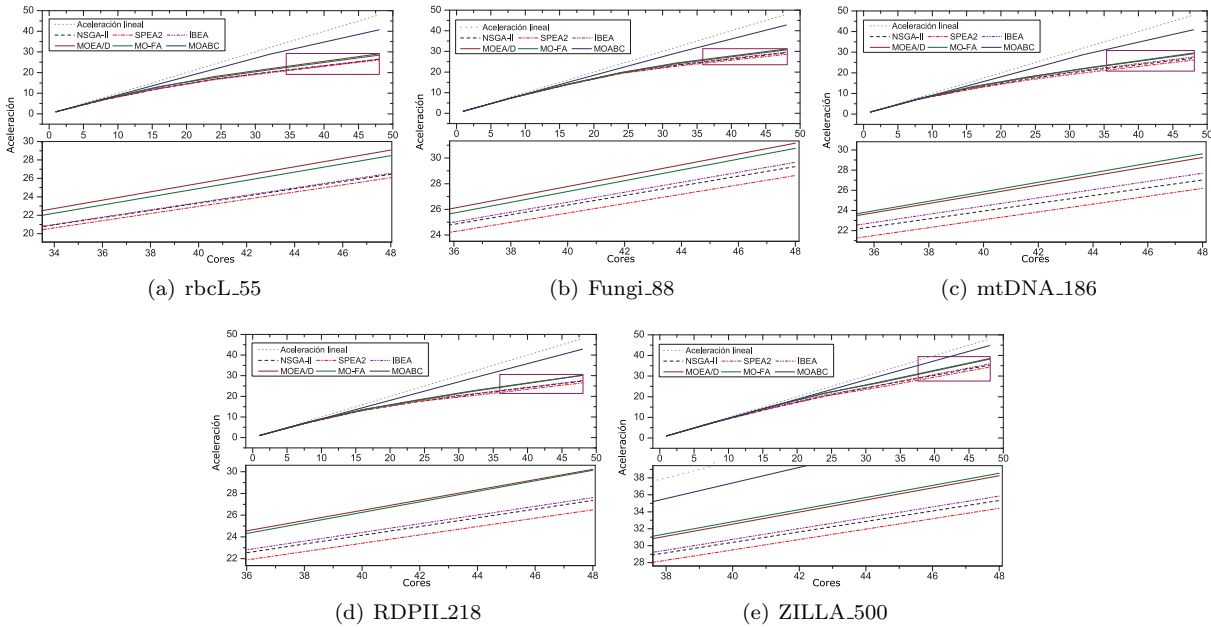 Aceleración
50
40
30
20
10
0
Aceleración lineal
NSGA-II SPEA2 IBEA
MOEA/D MO-FA MOABC
0 5 10 15 20 25 30 35 40 45 50
30
28
26
24
22
20
34 36 38 40 42 44 46 48
Cores
(a) rbcL_55
Aceleración
50
40
30
20
10
0
Aceleración lineal
NSGA-II SPEA2 IBEA
MOEA/D MO-FA MOABC
0 5 10 15 20 25 30 35 40 45 50
30
28
26
24
36 38 40 42 44 46 48
Cores
(b) Fungi_88
Aceleración
50
40
30
20
10
0
Aceleración lineal
NSGA-II SPEA2 IBEA
MOEA/D MO-FA MOABC
0 5 10 15 20 25 30 35 40 45 50
30
28
26
24
22
36 38 40 42 44 46 48
Cores
(c) mtDNA_186
Aceleración
50
40
30
20
10
0
Aceleración lineal
NSGA-II SPEA2 IBEA
MOEA/D MO-FA MOABC
0 5 10 15 20 25 30 35 40 45 50
30
28
26
24
22
36 38 40 42 44 46 48
Cores
(d) RDPII_218
Aceleración
50
40
30
20
10
0
Aceleración lineal
NSGA-II SPEA2 IBEA
MOEA/D MO-FA MOABC
0 5 10 15 20 25 30 35 40 45 50
38
36
34
32
30
28
38 40 42 44 46 48
Cores
(e) ZILLA_500